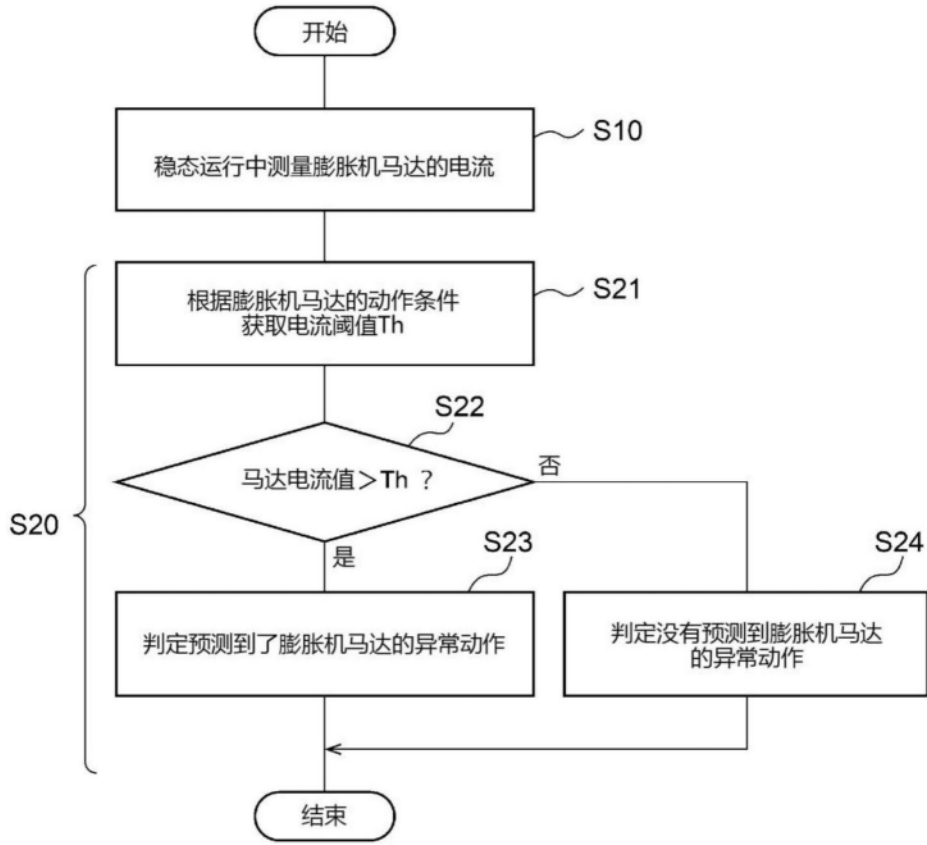 开始
S10
稳态运行中测量膨胀机马达的电流
S21
根据膨胀机马达的动作条件
获取电流阈值Th
S22
马达电流值＞Th ？
否
S20
是
S23
S24
判定预测到了膨胀机马达的异常动作
判定没有预测到膨胀机马达
的异常动作
结束